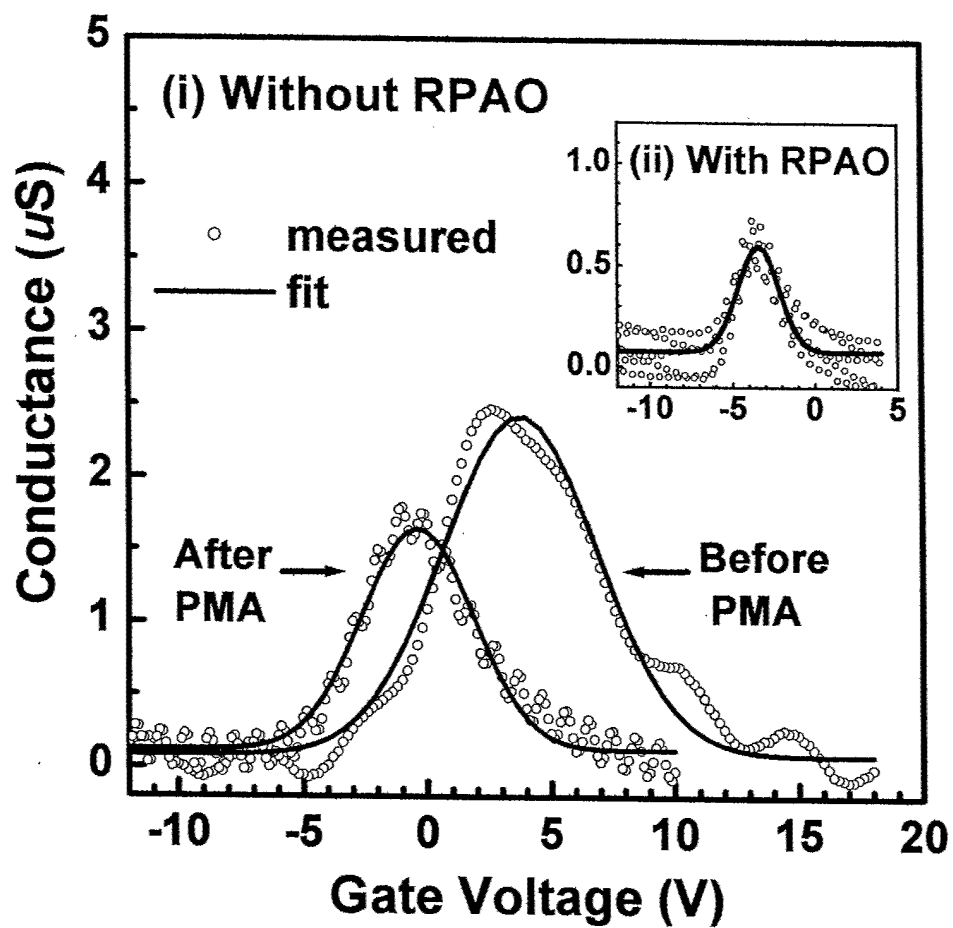 5
(i) Without RPAO
1.0
(ii) With RPAO
4
measured
0.5
fit
3
0.0
-10
-5
0
5
Conductance (uS)
2
After
PMA
Before
PMA
1
0
-10
-5
0
5
10
15
20
Gate Voltage (V)